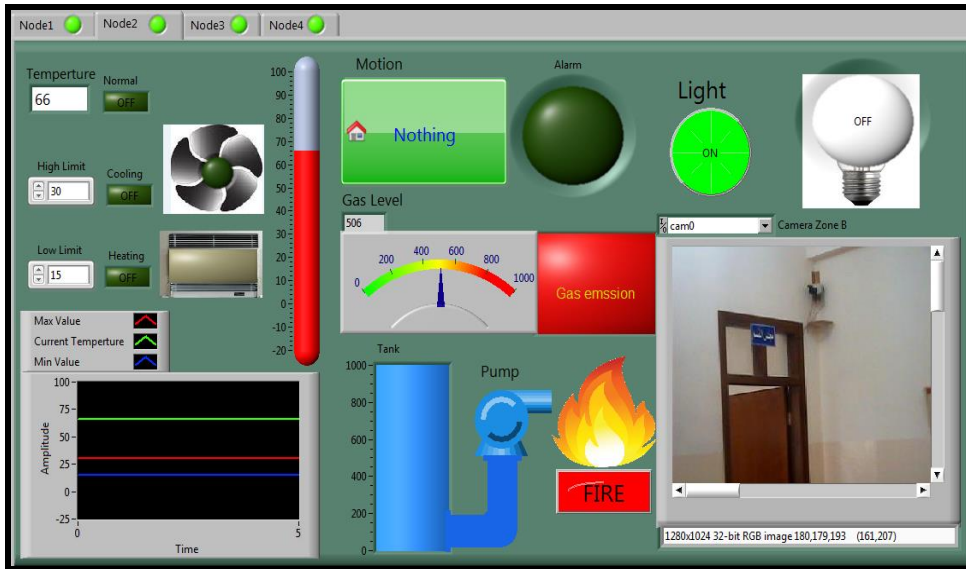 Node1
Node2
Node3
Node4
Temperture
66
Normal
OFF
High Limit
30
Cooling
OFF
Low Limit
15
Heating
OFF
100
90
80
70
60
50
40
30
20
10
0
-10
-20
Max Value
Current Temperture
Min Value
Amplitude
100
75
50
25
0
-25
0
5
Time
Motion
Nothing
Alarm
Light
ON
OFF
Gas Level
506
0
200
400
600
800
1000
Gas emssion
Tank
1000
800
600
400
200
0
Pump
FIRE
cam0
Camera Zone B
1280x1024 32-bit RGB image 180,179,193 (161,207)